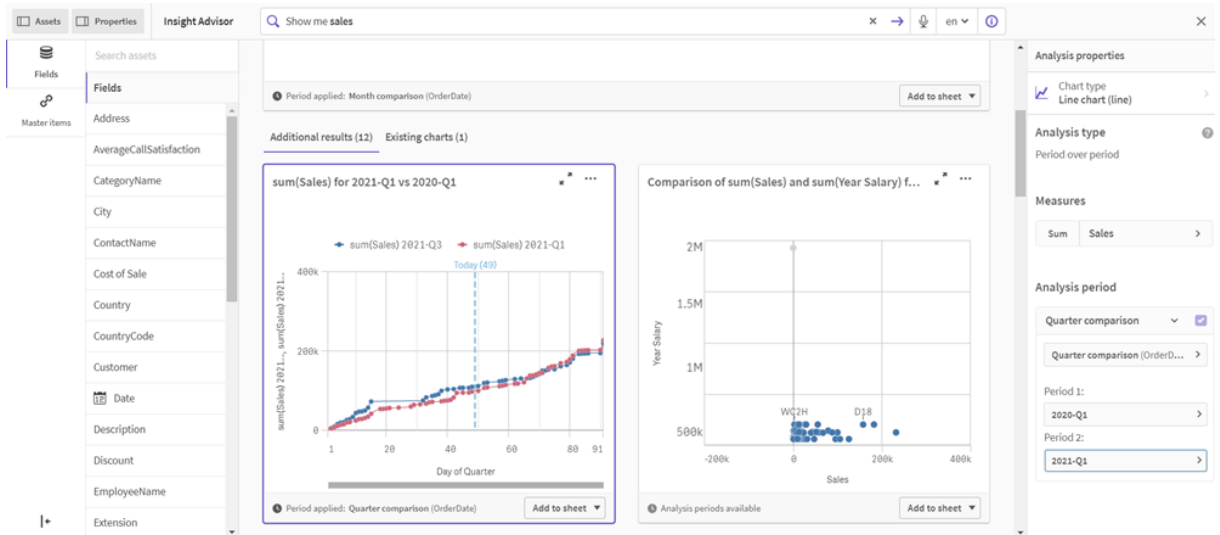 Assets
Properties
Insight Advisor
Show me sales
en
Fields
Master items
Search assets
Fields
Address
AverageCallSatisfaction
CategoryName
City
ContactName
Cost of Sale
Country
CountryCode
Customer
Date
Description
Discount
EmployeeName
Extension
Period applied: Month comparison (OrderDate)
Add to sheet
Additional results (12)
Existing charts (1)
sum(Sales) for 2021-Q1 vs 2020-Q1
sum(Sales) 2021-Q3
sum(Sales) 2021-Q1
Today (49)
sum(Sales) 2021..., sum(Sales) 2021...
400k
200k
0
1 20 40 60 80 91
Day of Quarter
Period applied: Quarter comparison (OrderDate)
Add to sheet
Comparison of sum(Sales) and sum(Year Salary) f...
Year Salary
2M
1.5M
1M
500k
WC2H
D18
-200k 0 200k 400k
Sales
Analysis periods available
Add to sheet
Analysis properties
Chart type
Line chart (line)
Analysis type
Period over period
Measures
Sum
Sales
Analysis period
Quarter comparison
Quarter comparison (OrderD...
Period 1:
2020-Q1
Period 2:
2021-Q1